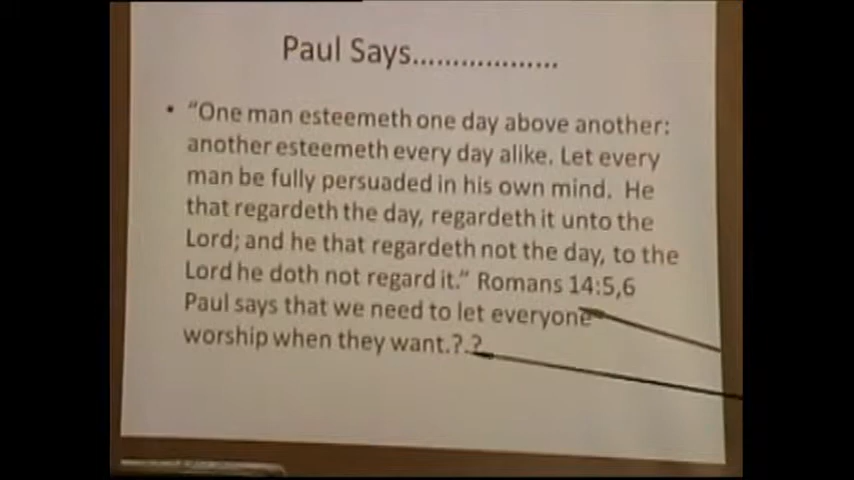 Paul Says..................
• “One man esteemeth one day above another:
another esteemeth every day alike. Let every
man be fully persuaded in his own mind.  He
that regardeth the day, regardeth it unto the
Lord; and he that regardeth not the day, to the
Lord he doth not regard it.” Romans 14:5,6
Paul says that we need to let everyone
worship when they want.?.?